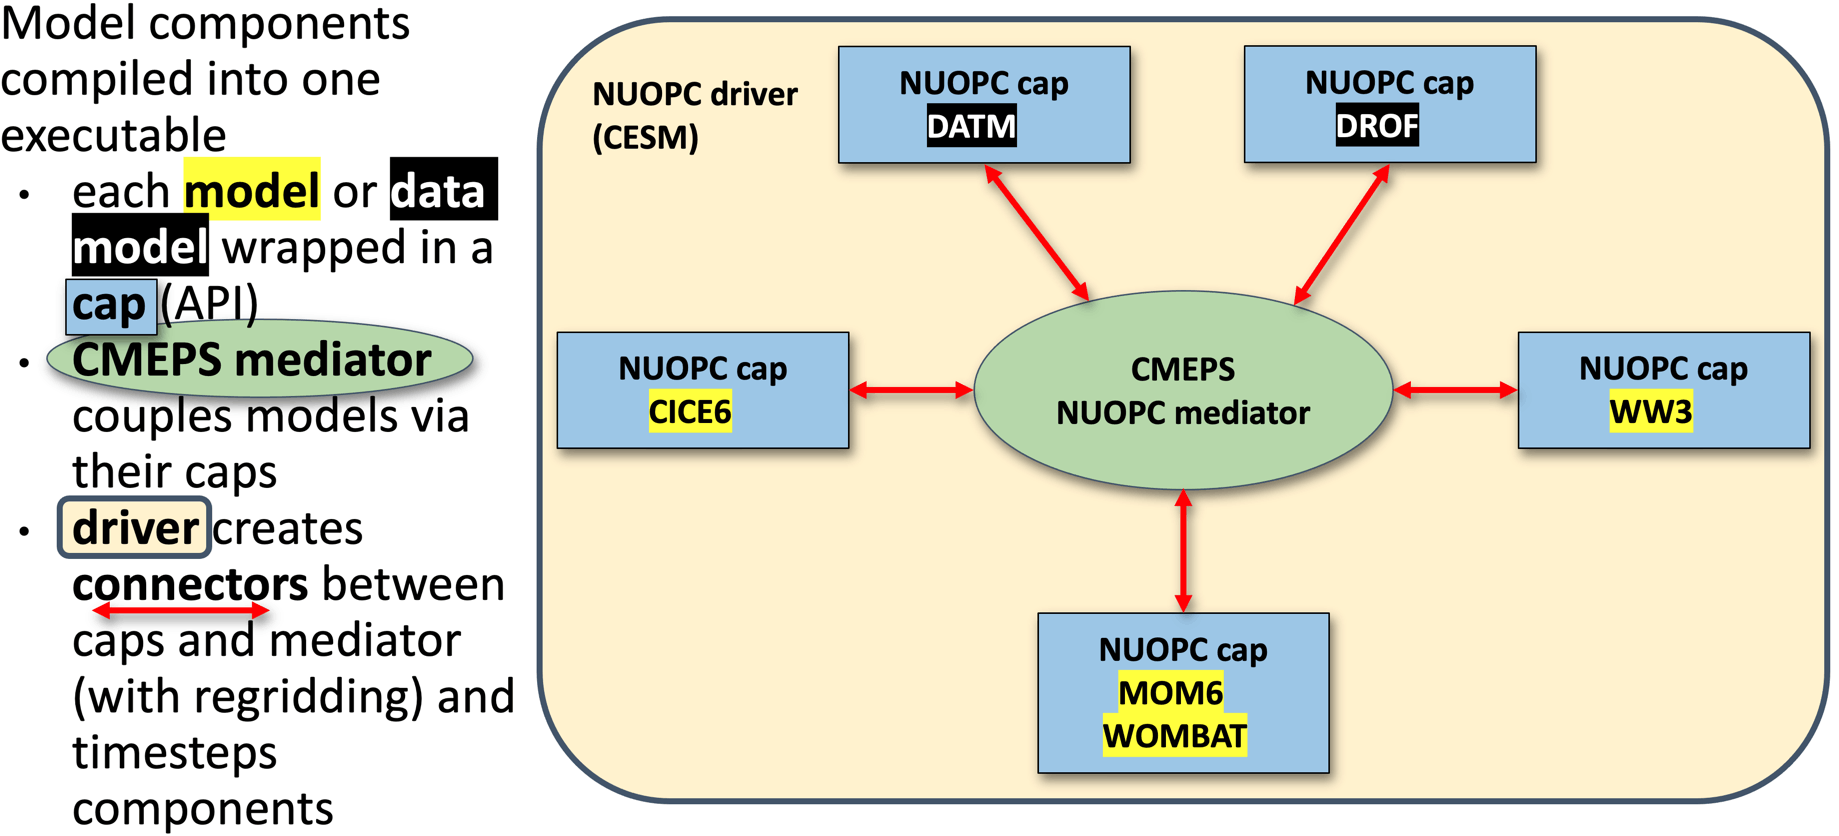 Model components
compiled into one
executable
• each model or data
model wrapped in a
cap (API)
• CMEPS mediator
couples models via
their caps
• driver creates
connectors between
caps and mediator
(with regridding) and
timesteps
components
NUOPC driver
(CESM)
NUOPC cap
DATM
NUOPC cap
DROF
NUOPC cap
CICE6
CMEPS
NUOPC mediator
NUOPC cap
WW3
NUOPC cap
MOM6
WOMBAT